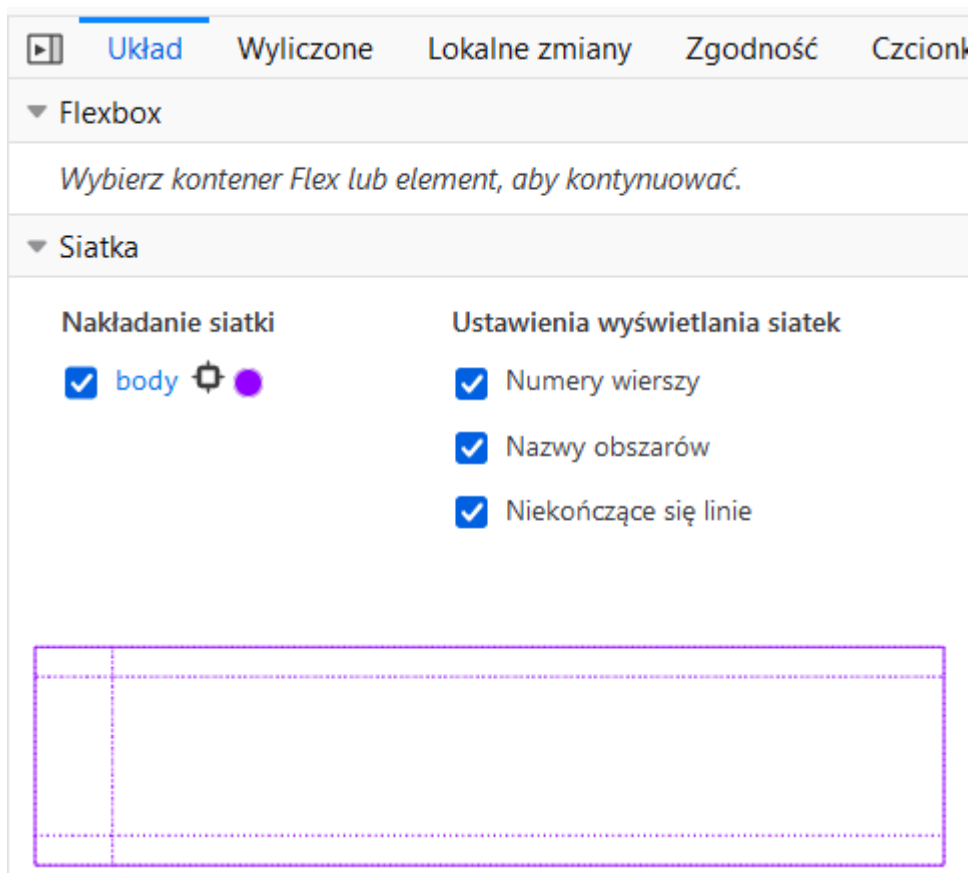 Układ Wyliczone Lokalne zmiany Zgodność
Flexbox
Wybierz kontener Flex lub element, aby kontynuować.
Siatka
Nakładanie siatki Ustawienia wyświetlania siatek
body Numery wierszy
Nazwy obszarów
Niekończące się linie